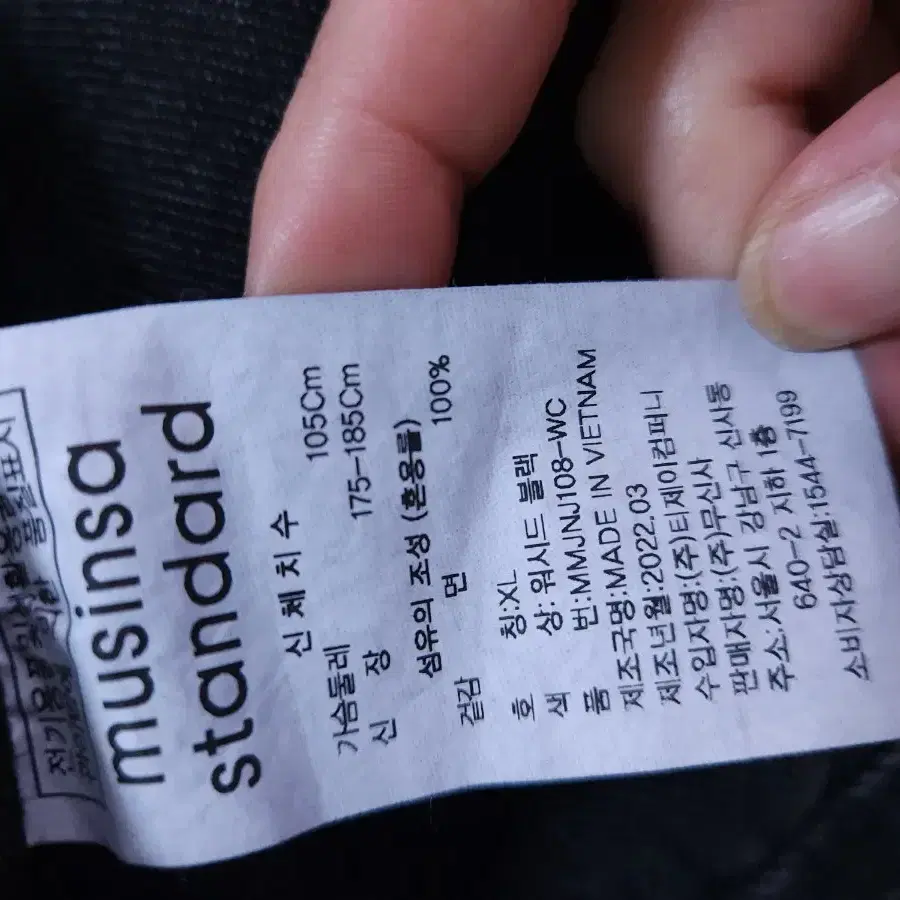 musinsa
standard
신 체 치 수
가슴둘레 105Cm
신 장 175-185Cm
섬유의 조성 (혼용률)
겉감 면 100%
호 칭:XL
색 상: 워시드 블랙
품 번:MMJNJ108-WC
제조국명:MADE IN VIETNAM
제조년월:2022.03
수입자명:(주)티제이컴퍼니
판매자명:(주)무신사
주소:서울시 강남구 신사동
640-2 지하 1층
소비자상담실:1544-7199